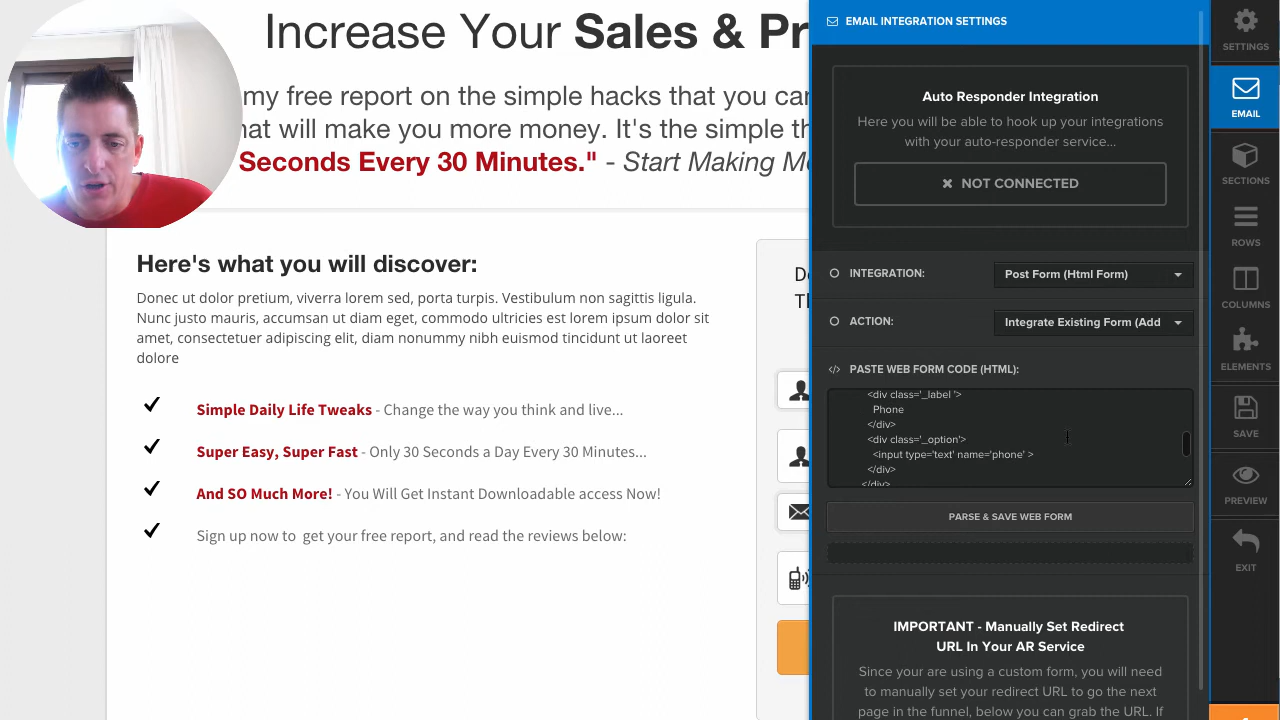 Increase Your Sales & Pr
my free report on the simple hacks that you can
hat will make you more money. It's the simple th
Seconds Every 30 Minutes." - Start Making Mo
Here's what you will discover:
Donec ut dolor pretium, viverra lorem sed, porta turpis. Vestibulum non sagittis ligula.
Nunc justo mauris, accumsan ut diam eget, commodo ultricies est lorem ipsum dolor sit
amet, consectetuer adipiscing elit, diam nonummy nibh euismod tincidunt ut laoreet
dolore
Simple Daily Life Tweaks - Change the way you think and live...
Super Easy, Super Fast - Only 30 Seconds a Day Every 30 Minutes...
And SO Much More! - You Will Get Instant Downloadable access Now!
Sign up now to get your free report, and read the reviews below:
EMAIL INTEGRATION SETTINGS
Auto Responder Integration
Here you will be able to hook up your integrations
with your auto-responder service...
NOT CONNECTED
INTEGRATION:
Post Form (Html Form)
ACTION:
Integrate Existing Form (Add
</> PASTE WEB FORM CODE (HTML):
<div class='_label '>
Phone
</div>
<div class='_option'>
<input type='text' name='phone' >
</div>
</div>
PARSE & SAVE WEB FORM
IMPORTANT - Manually Set Redirect
URL In Your AR Service
Since your are using a custom form, you will need
to manually set your redirect URL to go the next
page in the funnel, below you can grab the URL. If
SETTINGS
EMAIL
SECTIONS
ROWS
COLUMNS
ELEMENTS
SAVE
PREVIEW
EXIT